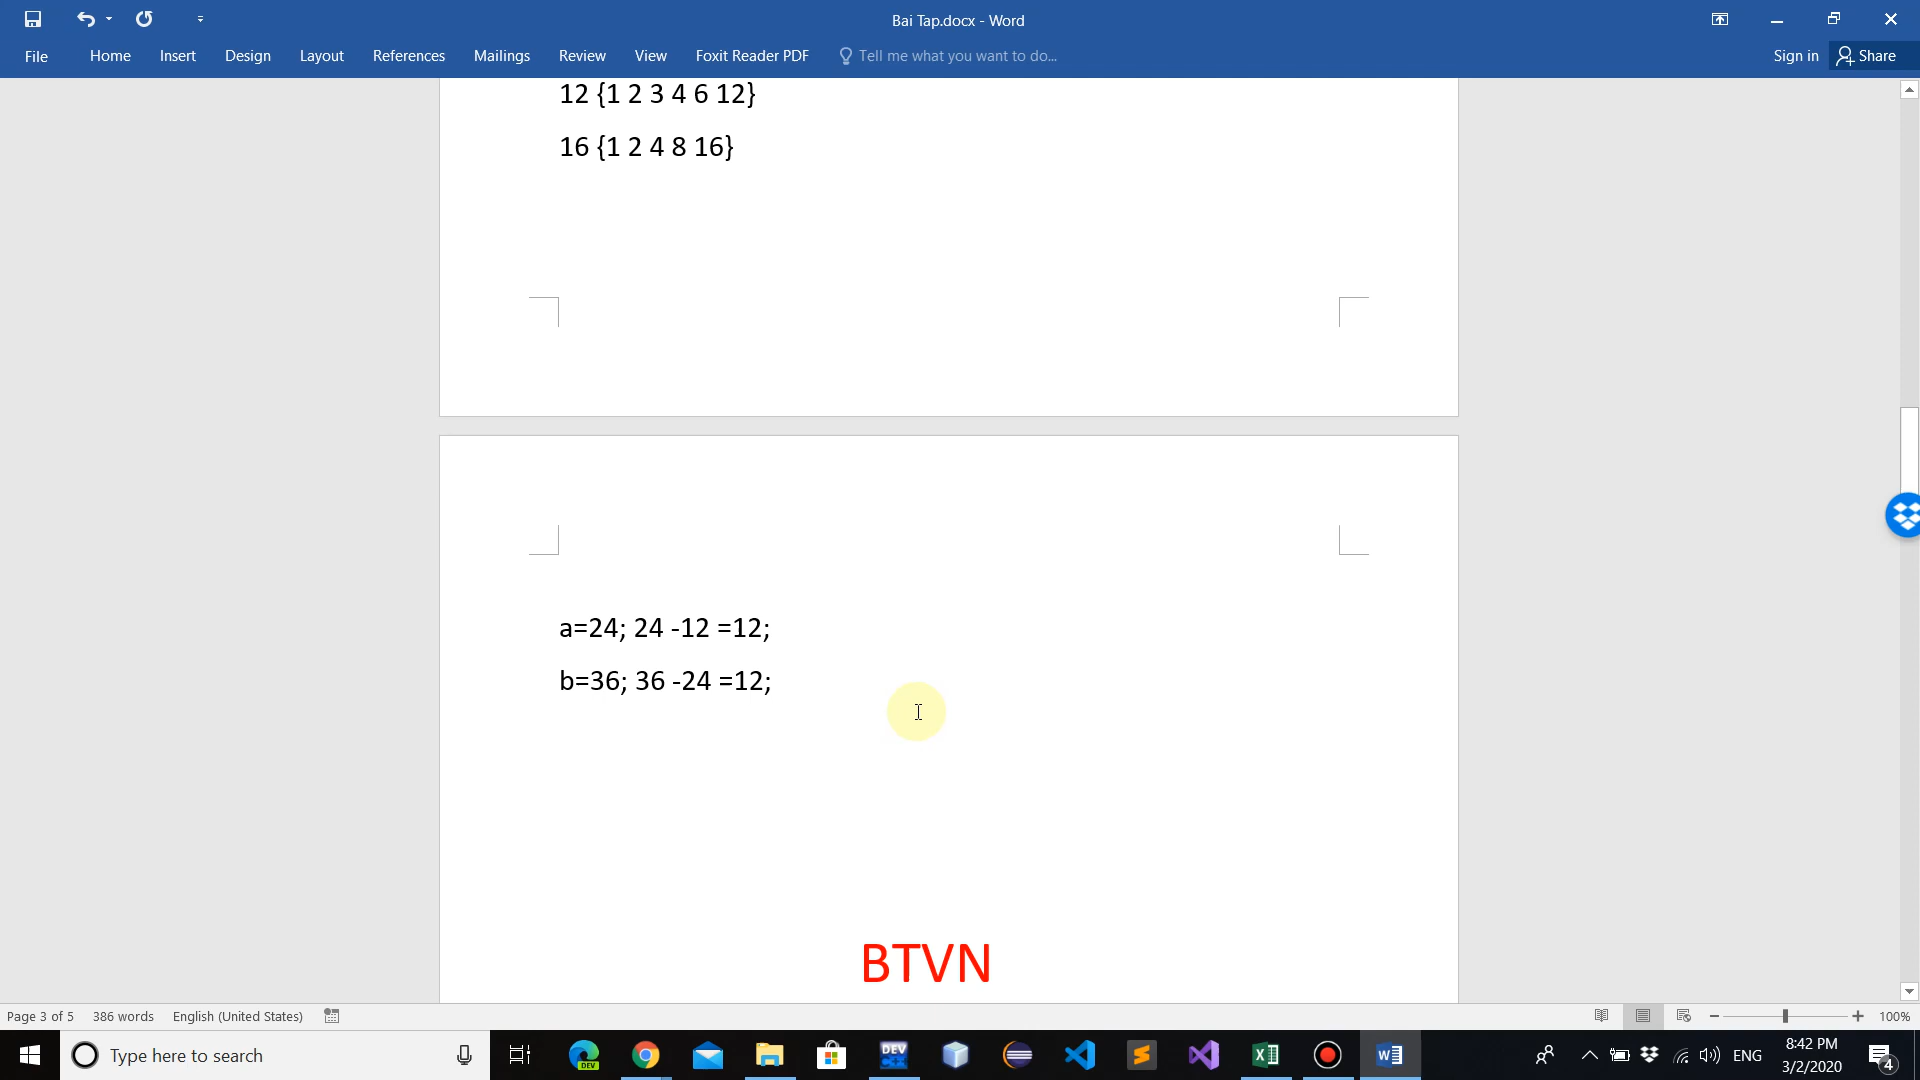 Bai Tap.docx - Word
File Home Insert Design Layout References Mailings Review View Foxit Reader PDF Tell me what you want to do... Sign in Share
12 {1 2 3 4 6 12}
16 {1 2 4 8 16}
a=24; 24 -12 =12;
b=36; 36 -24 =12;
BTVN
Page 3 of 5 386 words English (United States) 100%
Type here to search
DEV
DEV
ENG
8:42 PM
3/2/2020
4